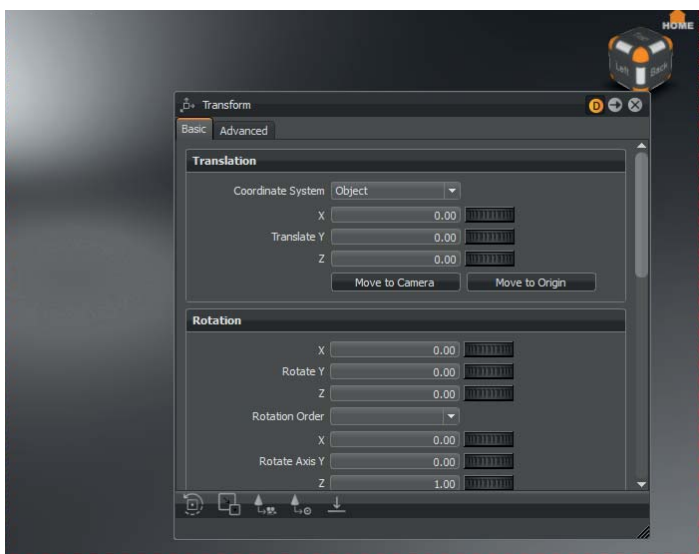 HOME
Left
Back
Transform
D
Basic Advanced
Translation
Coordinate System Object
X 0.00
Translate Y 0.00
Z 0.00
Move to Camera Move to Origin
Rotation
X 0.00
Rotate Y 0.00
Z 0.00
Rotation Order
X 0.00
Rotate Axis Y 0.00
Z 1.00